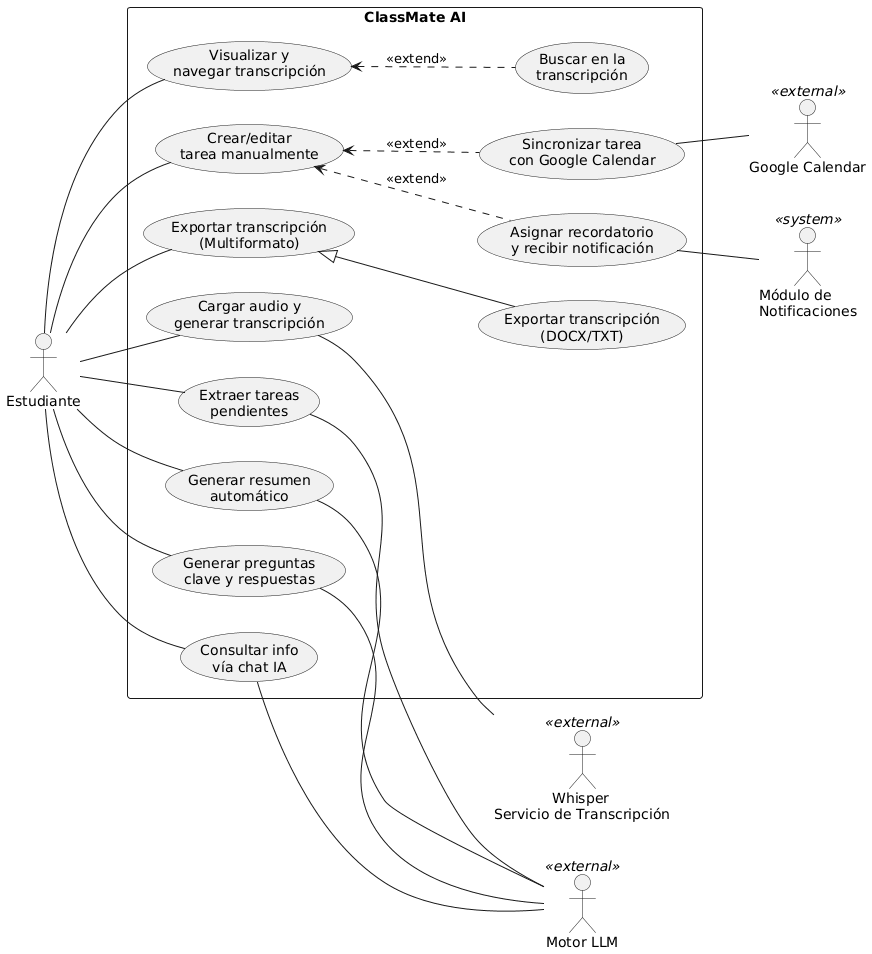 ClassMate AI
Visualizar y
navegar transcripción
«extend»
Buscar en la
transcripción
Crear/editar
tarea manualmente
«extend»
Sincronizar tarea
con Google Calendar
«external»
Google Calendar
«extend»
Asignar recordatorio
y recibir notificación
«system»
Módulo de
Notificaciones
Exportar transcripción
(Multiformato)
Exportar transcripción
(DOCX/TXT)
Cargar audio y
generar transcripción
Estudiante
Extraer tareas
pendientes
Generar resumen
automático
Generar preguntas
clave y respuestas
Consultar info
vía chat IA
«external»
Whisper
Servicio de Transcripción
«external»
Motor LLM